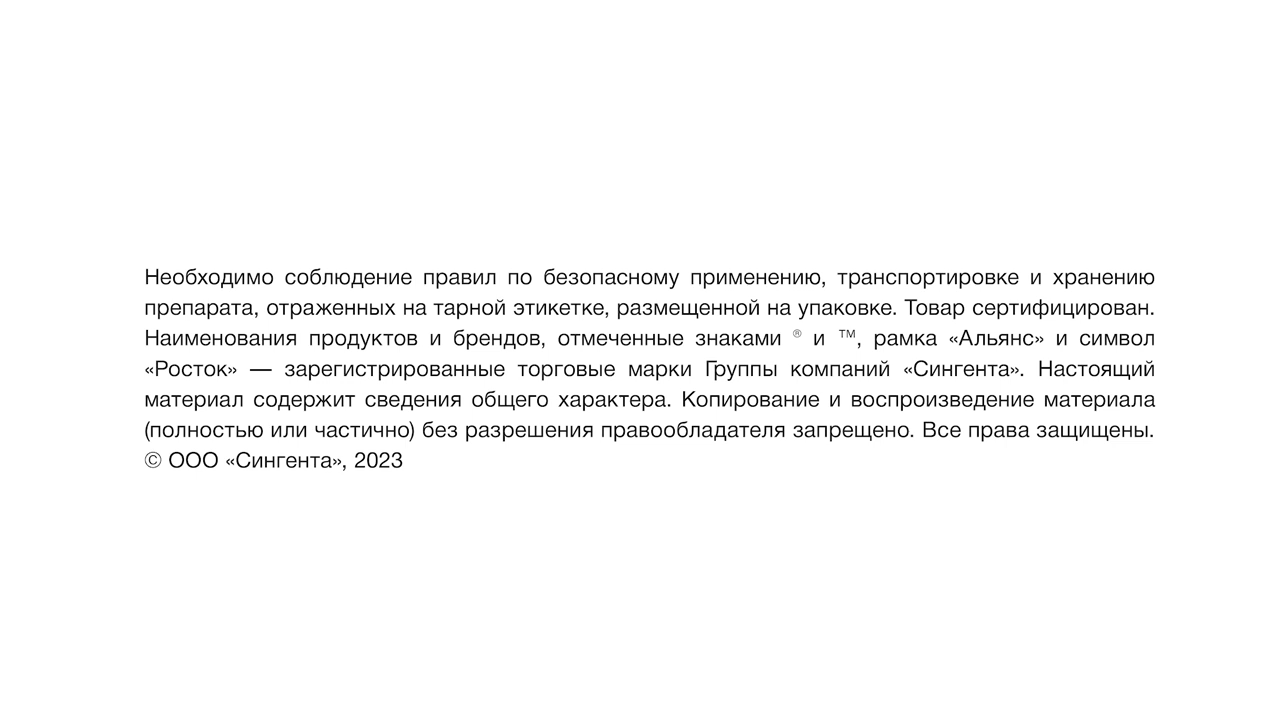 Необходимо соблюдение правил по безопасному применению, транспортировке и хранению
препарата, отраженных на тарной этикетке, размещенной на упаковке. Товар сертифицирован.
Наименования продуктов и брендов, отмеченные знаками ® и ™, рамка «Альянс» и символ
«Росток» — зарегистрированные торговые марки Группы компаний «Сингента». Настоящий
материал содержит сведения общего характера. Копирование и воспроизведение материала
(полностью или частично) без разрешения правообладателя запрещено. Все права защищены.
© ООО «Сингента», 2023